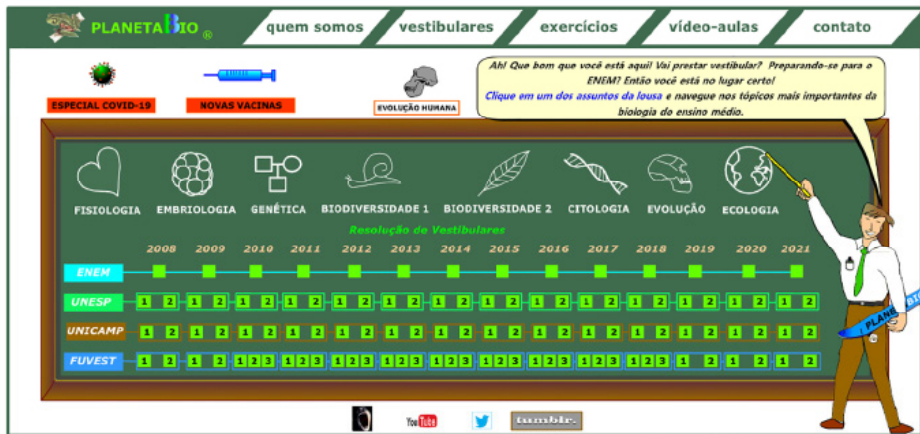 PLANETABIO ®
quem somos
vestibulares
exercícios
vídeo-aulas
contato
ESPECIAL COVID-19
NOVAS VACINAS
EVOLUÇÃO HUMANA
Ah! Que bom que você está aqui! Vai prestar vestibular? Preparando-se para o
ENEM? Então você está no lugar certo!
Clique em um dos assuntos da lousa e navegue nos tópicos mais importantes da
biologia do ensino médio.
FISIOLOGIA EMBRIOLOGIA GENÉTICA BIODIVERSIDADE 1 BIODIVERSIDADE 2 CITOLOGIA EVOLUÇÃO ECOLOGIA
Resolução de Vestibulares
2008 2009 2010 2011 2012 2013 2014 2015 2016 2017 2018 2019 2020 2021
ENEM
UNESP 1 2 1 2 1 2 1 2 1 2 1 2 1 2 1 2 1 2 1 2 1 2 1 2 1 2 1 2
UNICAMP 1 2 1 2 1 2 1 2 1 2 1 2 1 2 1 2 1 2 1 2 1 2 1 2 1 2 1 2
FUVEST 1 2 1 2 1 2 3 1 2 3 1 2 3 1 2 3 1 2 3 1 2 3 1 2 3 1 2 3 1 2 3 1 2 1 2 1 2
PLANETA BIO
YouTube
tumblr.